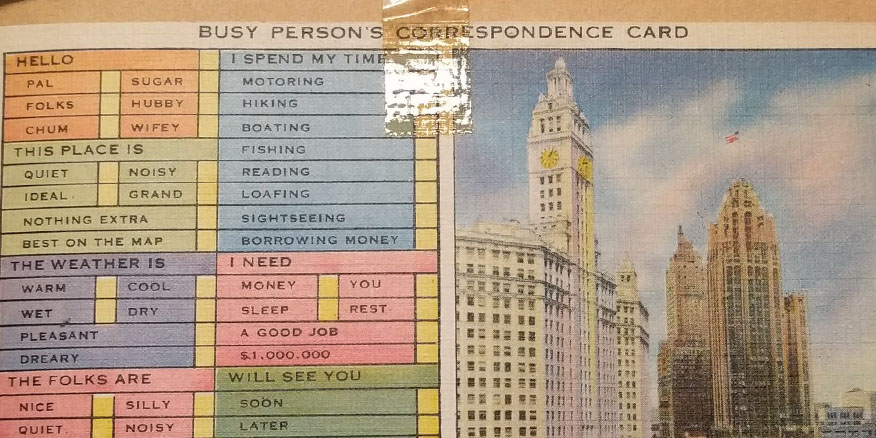 BUSY PERSON'S CORRESPONDENCE CARD
HELLO
PAL SUGAR
FOLKS HUBBY
CHUM WIFEY
THIS PLACE IS
QUIET NOISY
IDEAL. GRAND
NOTHING EXTRA
BEST ON THE MAP
THE WEATHER IS
WARM COOL
WET DRY
PLEASANT
DREARY
THE FOLKS ARE
NICE SILLY
QUIET. NOISY
I SPEND MY TIME
MOTORING
HIKING
BOATING
FISHING
READING
LOAFING
SIGHTSEEING
BORROWING MONEY
I NEED
MONEY YOU
SLEEP REST
A GOOD JOB
$1.000.000
WILL SEE YOU
SOON
LATER